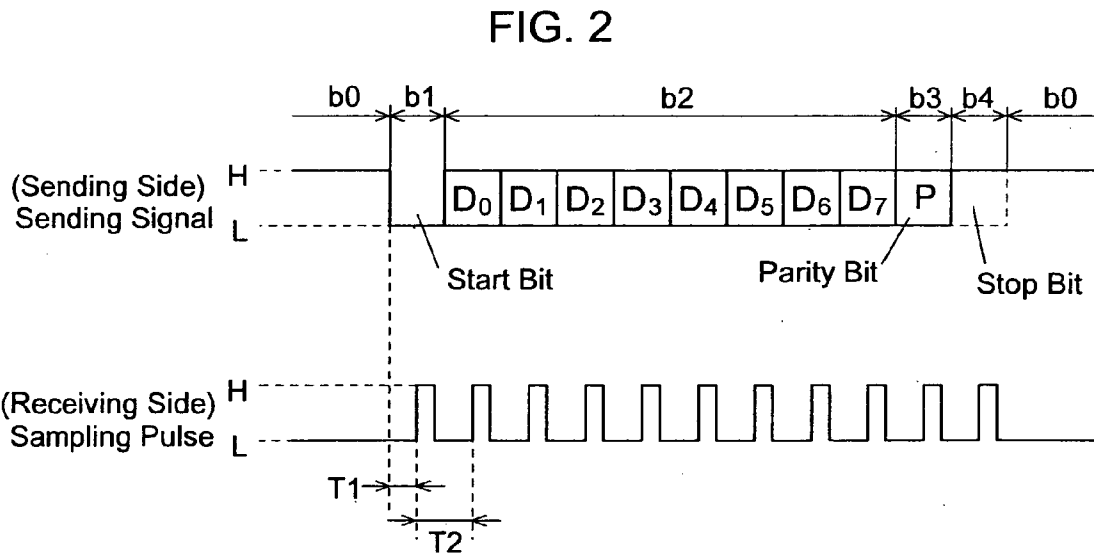 FIG. 2
b0 b1 b2 b3 b4 b0
(Sending Side) H
Sending Signal L
D0 D1 D2 D3 D4 D5 D6 D7 P
Start Bit Parity Bit Stop Bit
(Receiving Side) H
Sampling Pulse L
T1
T2